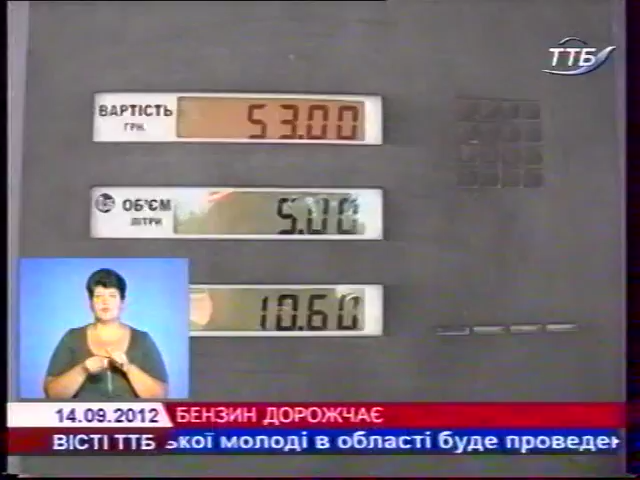 ТТБ
ВАРТІСТЬ
ГРН.
53.00
ОБ'ЄМ
ЛІТРИ
5.00
10.60
14.09.2012
БЕНЗИН ДОРОЖЧАЄ
ВІСТІ ТТБ
ької молоді в області буде проведен